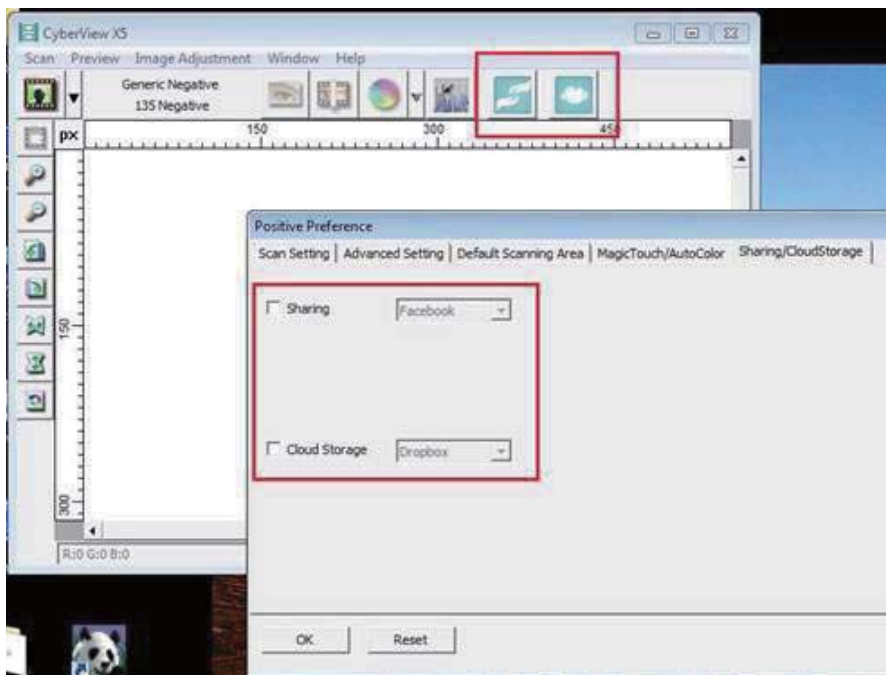 CyberView X5
Scan Preview Image Adjustment Window Help
Generic Negative
135 Negative
px
150 300 450
150
300
R:0 G:0 B:0
Positive Preference
Scan Setting Advanced Setting Default Scanning Area MagicTouch/AutoColor Sharing/CloudStorage
Sharing Facebook
Cloud Storage Dropbox
OK Reset